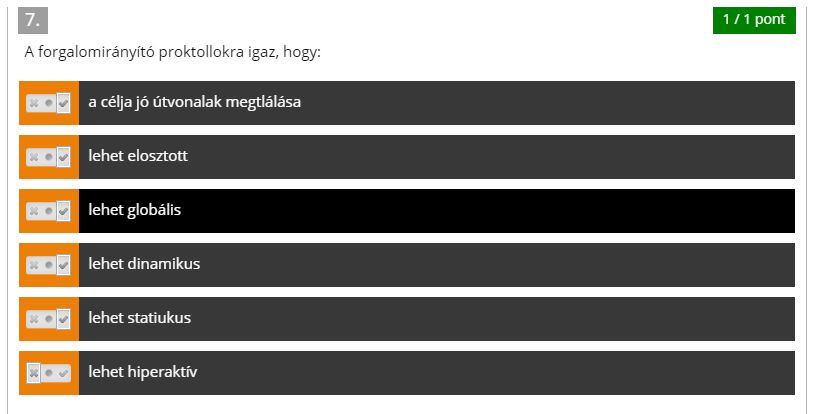 7.
1 / 1 pont
A forgalomirányító proktollokra igaz, hogy:
a célja jó útvonalak megtlálása
lehet elosztott
lehet globális
lehet dinamikus
lehet statiukus
lehet hiperaktív